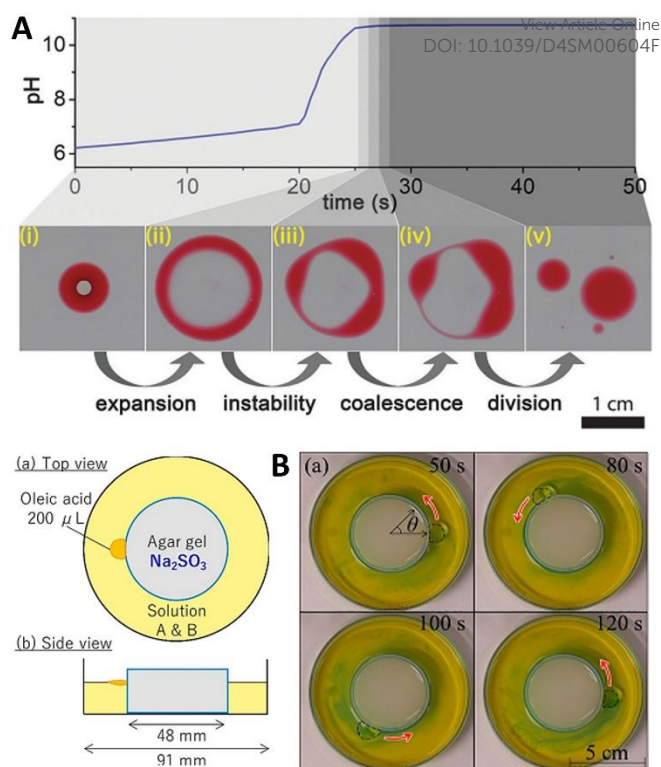 A
View Article Online
DOI: 10.1039/D4SM00604F
pH
10
8
6
0 10 20 30 40 50
time (s)
(i) (ii) (iii) (iv) (v)
expansion instability coalescence division
1 cm
(a) Top view
Oleic acid
200 μL
Agar gel
Na₂SO₃
Solution
A & B
(b) Side view
48 mm
91 mm
B
(a) 50 s 80 s
θ
100 s 120 s
5 cm